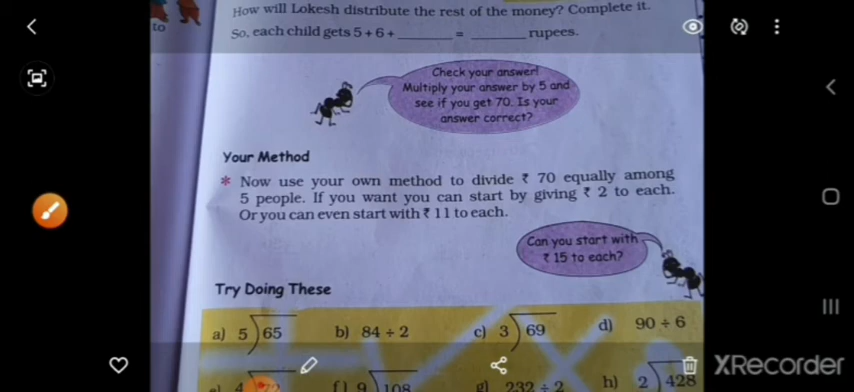 to
How will Lokesh distribute the rest of the money? Complete it.
So, each child gets 5 + 6 + ______ = ______ rupees.
Check your answer!
Multiply your answer by 5 and
see if you get 70. Is your
answer correct?
Your Method
* Now use your own method to divide ₹ 70 equally among
5 people. If you want you can start by giving ₹ 2 to each.
Or you can even start with ₹ 11 to each.
Can you start with
₹ 15 to each?
Try Doing These
a) 5)65 b) 84 ÷ 2 c) 3)69 d) 90 ÷ 6
4 f) 9)108 g) 232 ÷ 2 h) 2)428
XRecorder